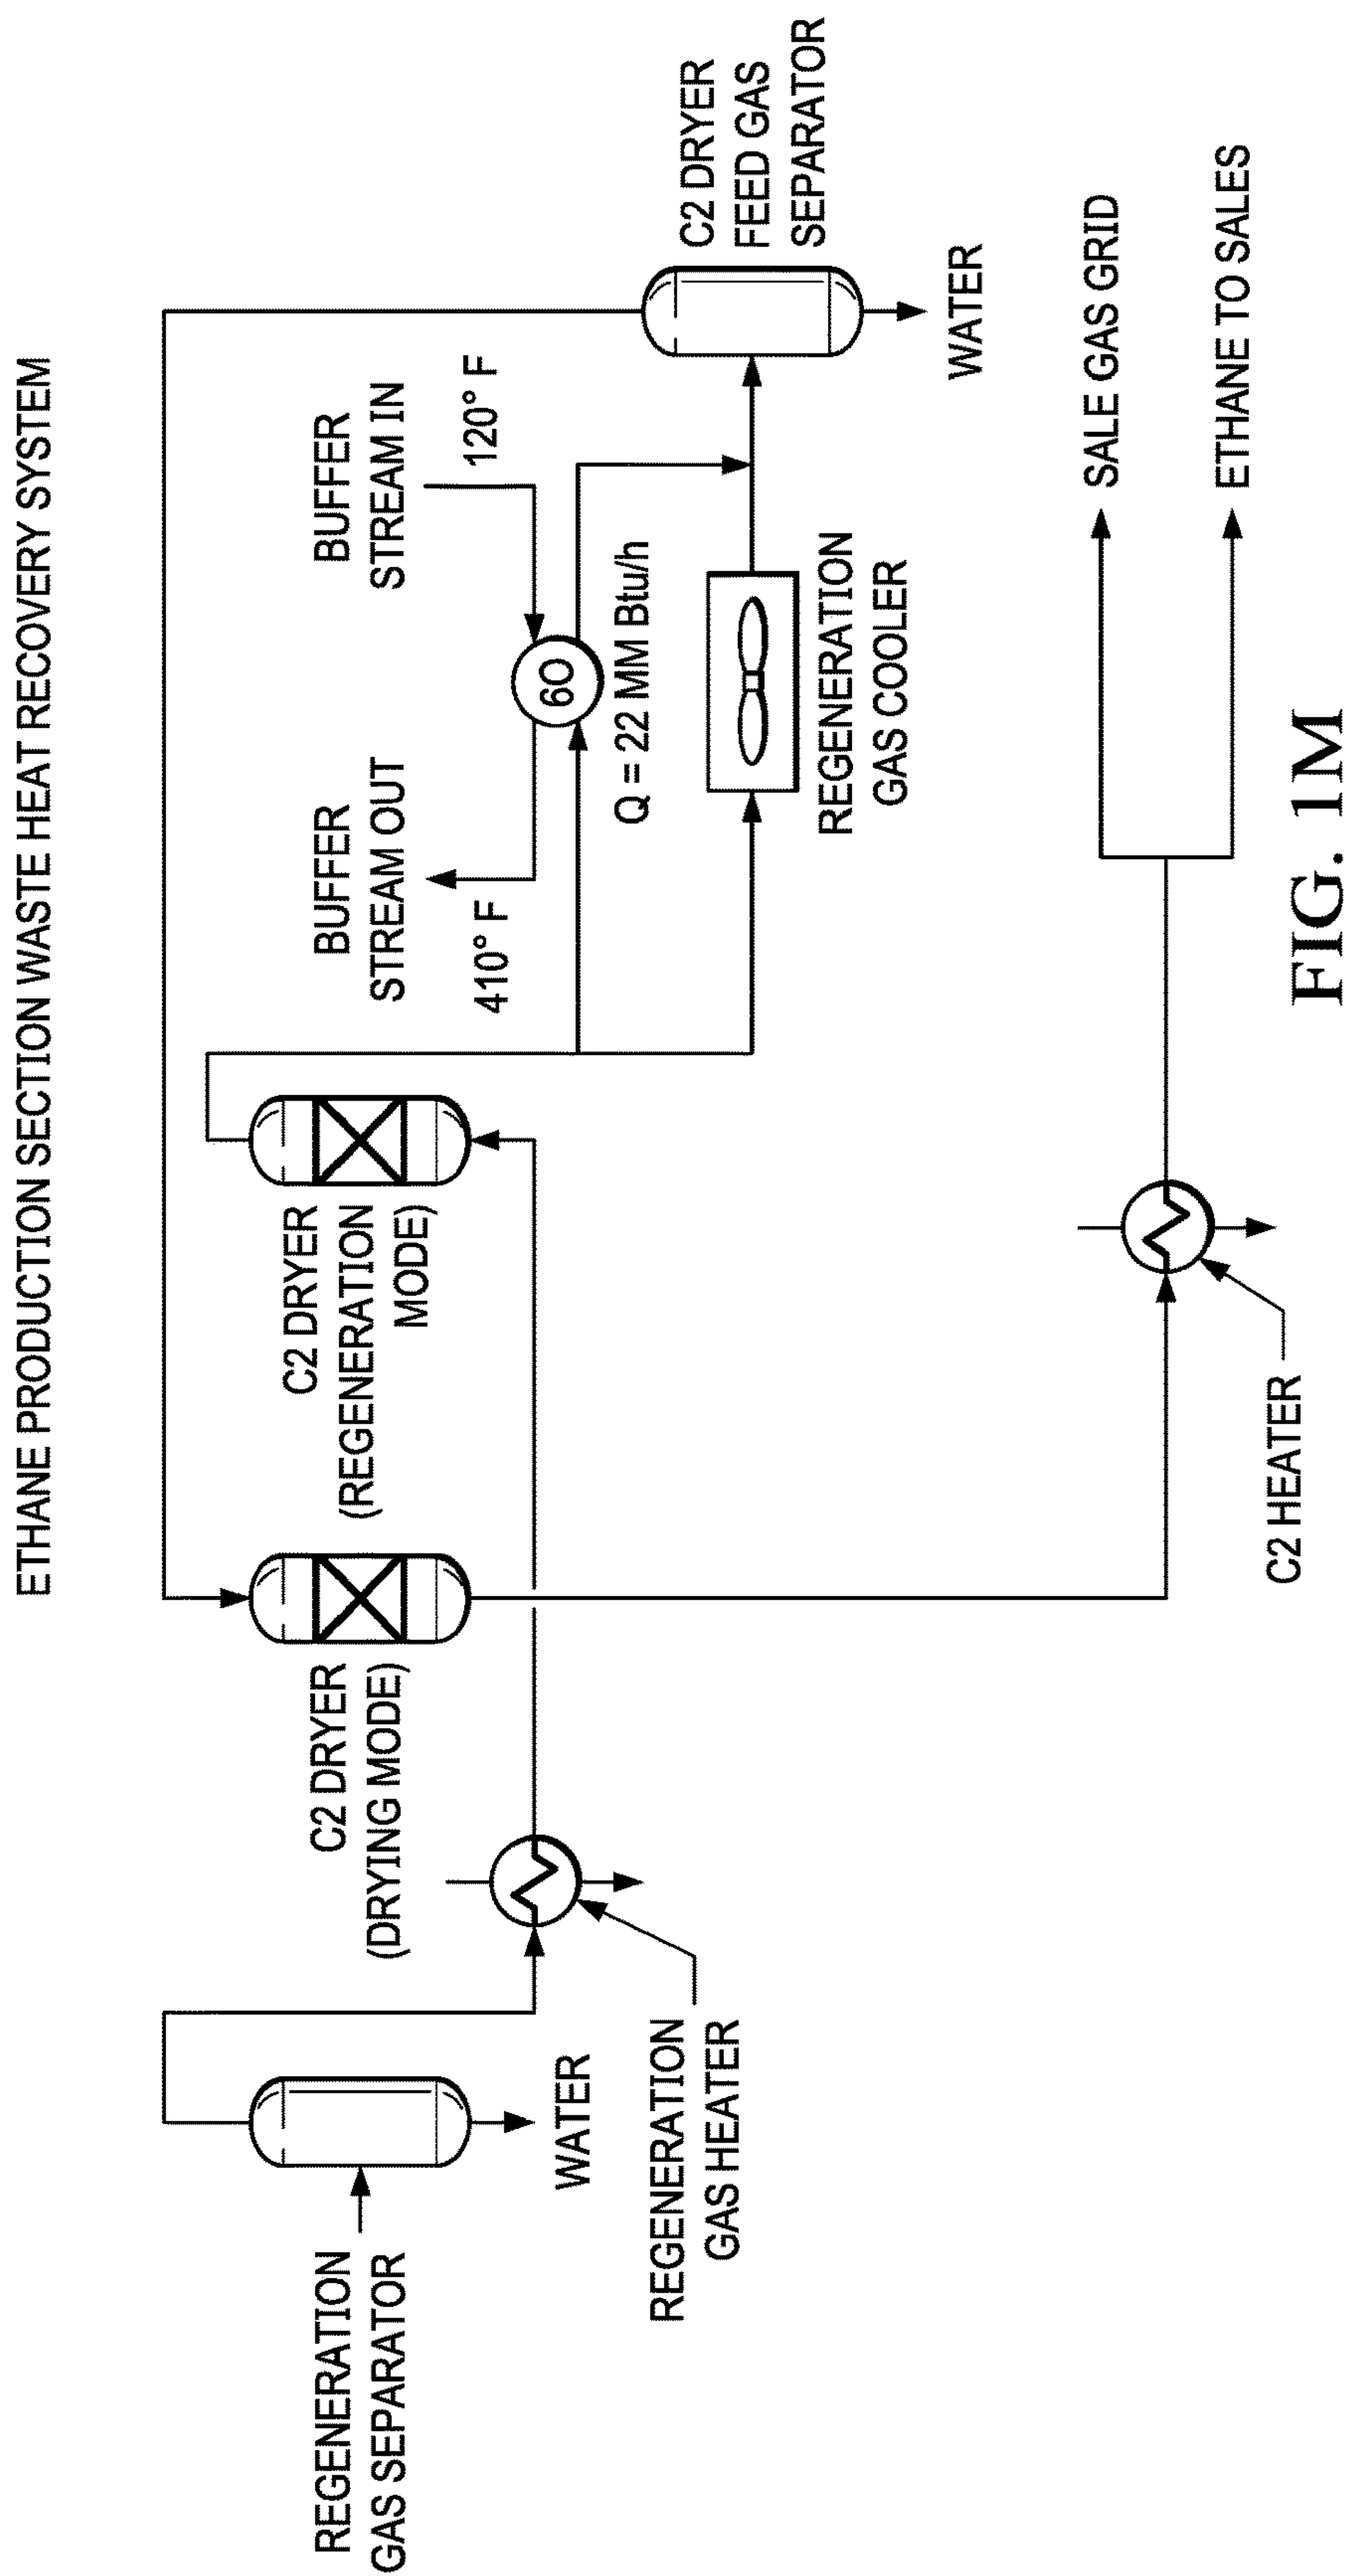 ETHANE PRODUCTION SECTION WASTE HEAT RECOVERY SYSTEM
REGENERATION
GAS SEPARATOR
WATER
REGENERATION
GAS HEATER
C2 DRYER
(DRYING MODE)
C2 DRYER
(REGENERATION
MODE)
BUFFER
STREAM OUT
410° F
BUFFER
STREAM IN
120° F
60
Q = 22 MM Btu/h
REGENERATION
GAS COOLER
C2 DRYER
FEED GAS
SEPARATOR
WATER
C2 HEATER
SALE GAS GRID
ETHANE TO SALES
FIG. 1M